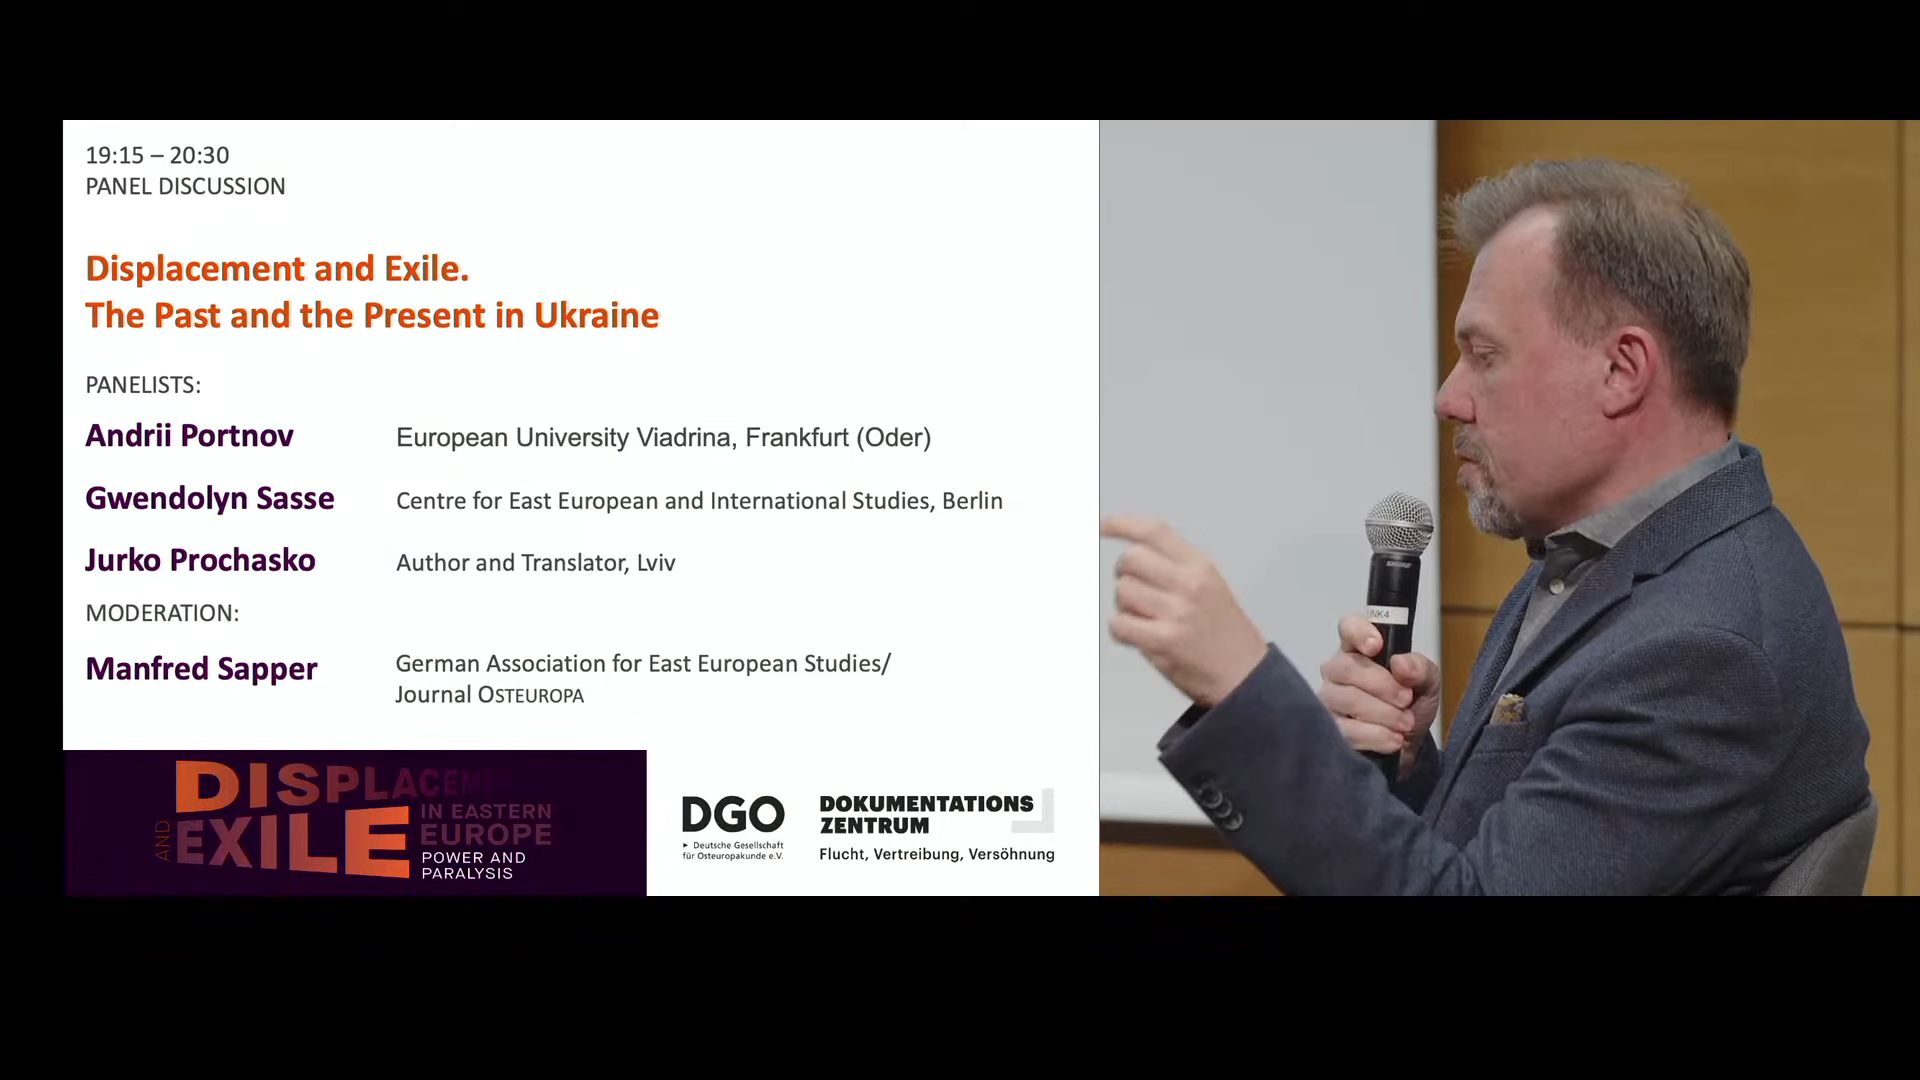 19:15 – 20:30
PANEL DISCUSSION
Displacement and Exile.
The Past and the Present in Ukraine
PANELISTS:
Andrii Portnov European University Viadrina, Frankfurt (Oder)
Gwendolyn Sasse Centre for East European and International Studies, Berlin
Jurko Prochasko Author and Translator, Lviv
MODERATION:
Manfred Sapper German Association for East European Studies/
Journal OSTEUROPA
DISPLACEMENT
AND EXILE
IN EASTERN
EUROPE
POWER AND
PARALYSIS
DGO
Deutsche Gesellschaft
für Osteuropakunde e.V.
DOKUMENTATIONS
ZENTRUM
Flucht, Vertreibung, Versöhnung
SHURE